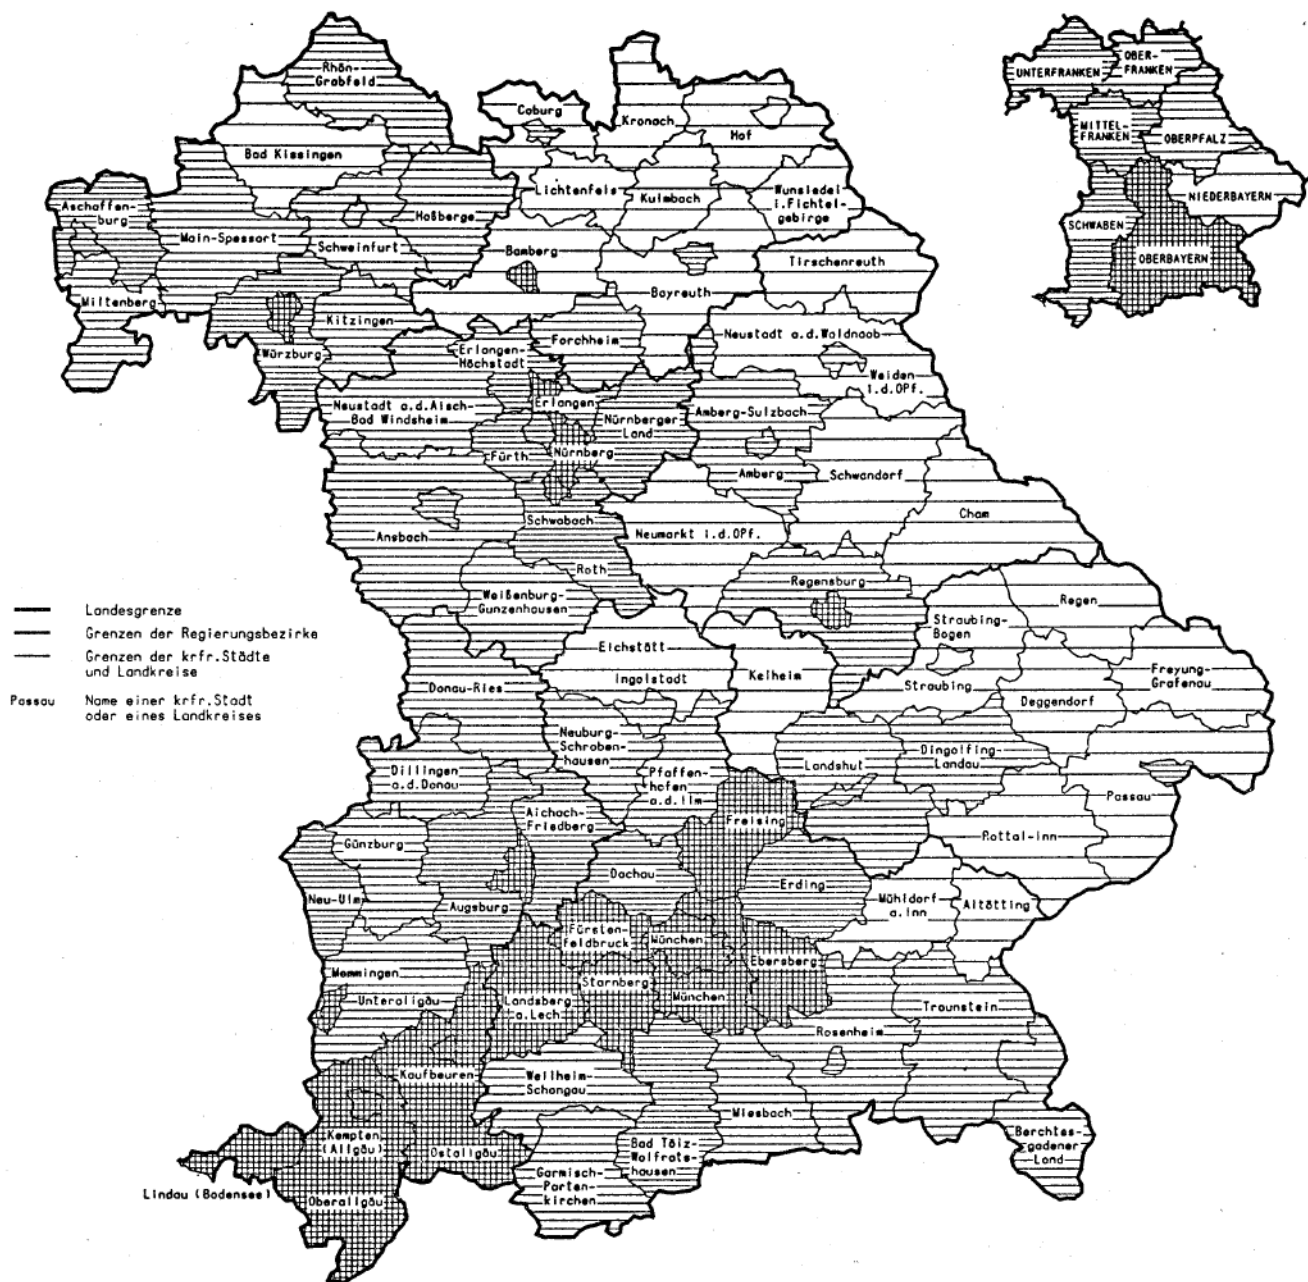 Rhön-
Grabfeld
Coburg
Kronach
Hof
Bad Kissingen
Lichtenfels
Kulmbach
Wunsiedel
i.Fichtel-
gebirge
Aschaffen-
burg
Haßberge
Main-Spessart
Schweinfurt
Bamberg
Tirschenreuth
Bayreuth
Miltenberg
Kitzingen
Würzburg
Erlangen-
Höchstadt
Forchheim
Neustadt a.d.Waldnaab
Weiden
i.d.OPf.
Neustadt a.d.Aisch-
Bad Windsheim
Erlangen
Nürnberger
Land
Amberg-Sulzbach
Fürth
Nürnberg
Amberg
Schwandorf
Cham
Ansbach
Schwabach
Neumarkt i.d.OPf.
Roth
Regensburg
Weißenburg-
Gunzenhausen
Regen
Straubing-
Bogen
Eichstätt
Ingolstadt
Kelheim
Freyung-
Grafenau
Donau-Ries
Straubing
Deggendorf
Neuburg-
Schroben-
hausen
Dingolfing-
Landau
Dillingen
a.d.Donau
Pfaffen-
hofen
a.d.Ilm
Landshut
Passau
Aichach-
Friedberg
Freising
Rottal-Inn
Günzburg
Dachau
Erding
Neu-Ulm
Augsburg
Mühldorf
a.Inn
Altötting
Fürsten-
feldbruck
München
Ebersberg
Memmingen
Unterallgäu
Landsberg
a.Lech
Starnberg
München
Traunstein
Rosenheim
Kaufbeuren
Weilheim-
Schongau
Miesbach
Kempten
(Allgäu)
Ostallgäu
Bad Tölz-
Wolfrats-
hausen
Berchtes-
gadener
Land
Garmisch-
Parten-
kirchen
Lindau (Bodensee)
Oberallgäu
UNTERFRANKEN
OBER-
FRANKEN
MITTEL-
FRANKEN
OBERPFALZ
NIEDERBAYERN
SCHWABEN
OBERBAYERN
Landesgrenze
Grenzen der Regierungsbezirke
Grenzen der krfr.Städte
und Landkreise
Passau Name einer krfr.Stadt
oder eines Landkreises